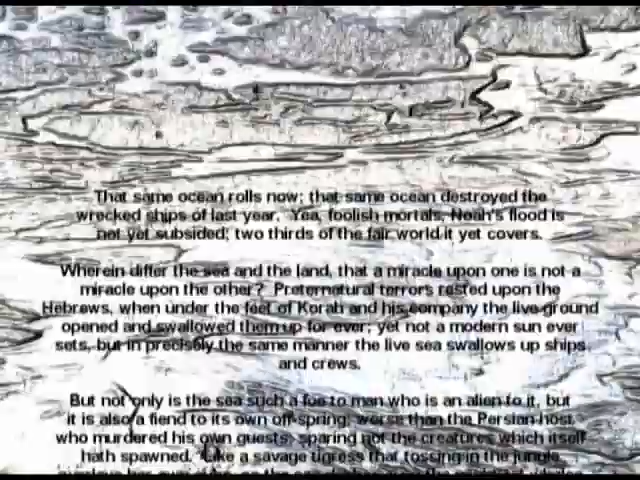 That same ocean rolls now; that same ocean destroyed the
wrecked ships of last year. Yea, foolish mortals, Noah's flood is
not yet subsided; two thirds of the fair world it yet covers.
Wherein differ the sea and the land, that a miracle upon one is not a
miracle upon the other? Preternatural terrors rested upon the
Hebrews, when under the feet of Korah and his company the live ground
opened and swallowed them up for ever; yet not a modern sun ever
sets, but in precisely the same manner the live sea swallows up ships
and crews.
But not only is the sea such a foe to man who is an alien to it, but
it is also a fiend to its own off-spring; worse than the Persian host
who murdered his own guests; sparing not the creatures which itself
hath spawned. Like a savage tigress that tossing in the jungle